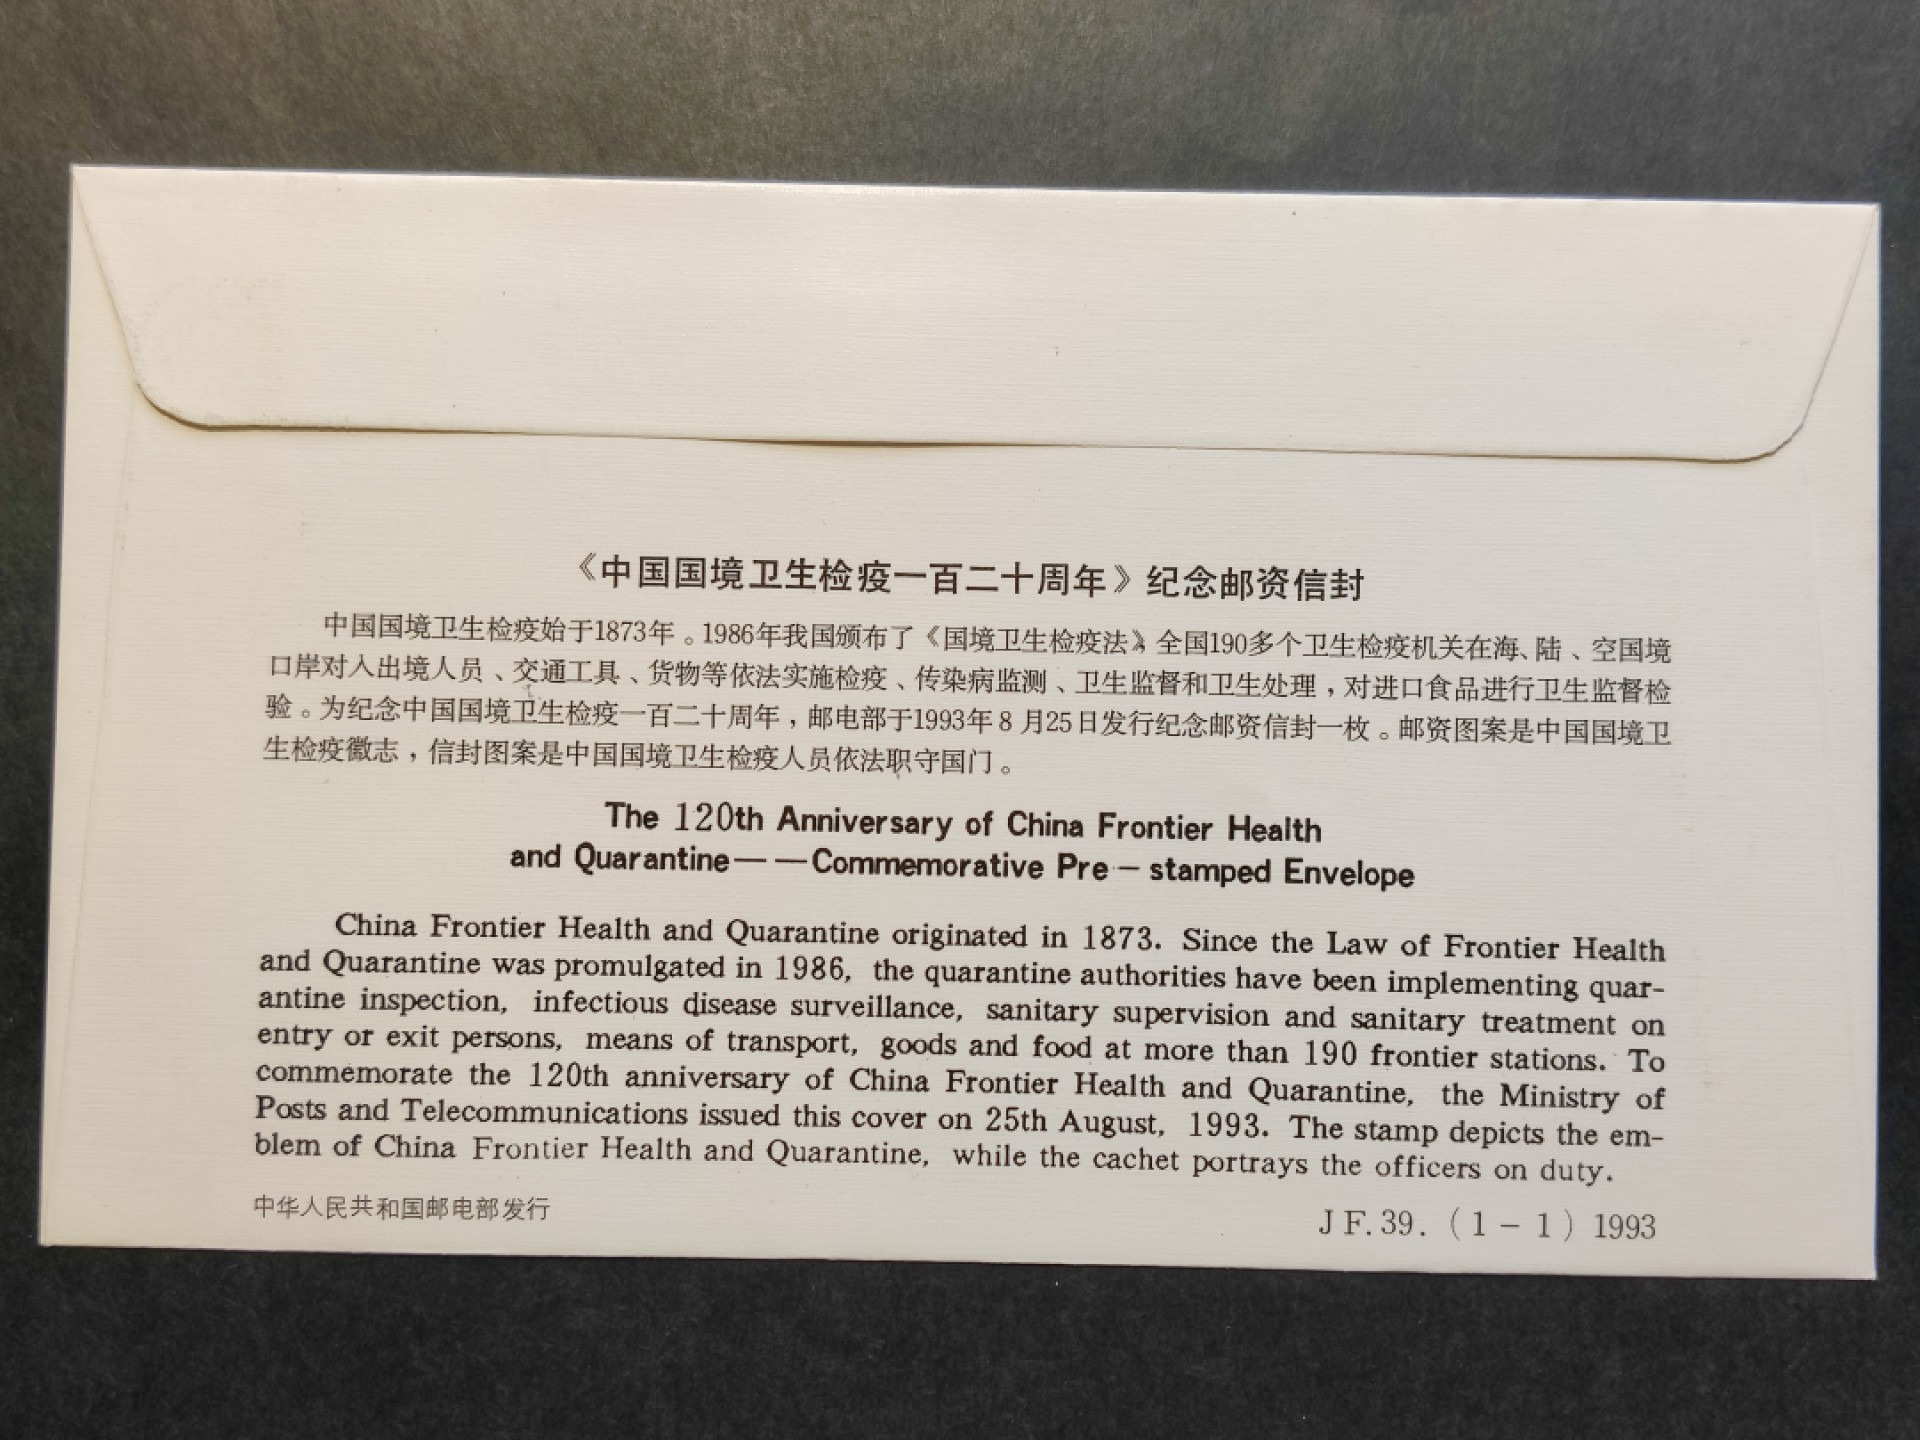 《中国国境卫生检疫一百二十周年》纪念邮资信封
中国国境卫生检疫始于1873年。1986年我国颁布了《国境卫生检疫法》，全国190多个卫生检疫机关在海、陆、空国境
口岸对入出境人员、交通工具、货物等依法实施检疫、传染病监测、卫生监督和卫生处理，对进口食品进行卫生监督检
验。为纪念中国国境卫生检疫一百二十周年，邮电部于1993年8月25日发行纪念邮资信封一枚。邮资图案是中国国境卫
生检疫徽志，信封图案是中国国境卫生检疫人员依法职守国门。
The 120th Anniversary of China Frontier Health
and Quarantine——Commemorative Pre-stamped Envelope
China Frontier Health and Quarantine originated in 1873. Since the Law of Frontier Health
and Quarantine was promulgated in 1986, the quarantine authorities have been implementing quar-
antine inspection, infectious disease surveillance, sanitary supervision and sanitary treatment on
entry or exit persons, means of transport, goods and food at more than 190 frontier stations. To
commemorate the 120th anniversary of China Frontier Health and Quarantine, the Ministry of
Posts and Telecommunications issued this cover on 25th August, 1993. The stamp depicts the em-
blem of China Frontier Health and Quarantine, while the cachet portrays the officers on duty.
中华人民共和国邮电部发行
JF.39.(1-1)1993